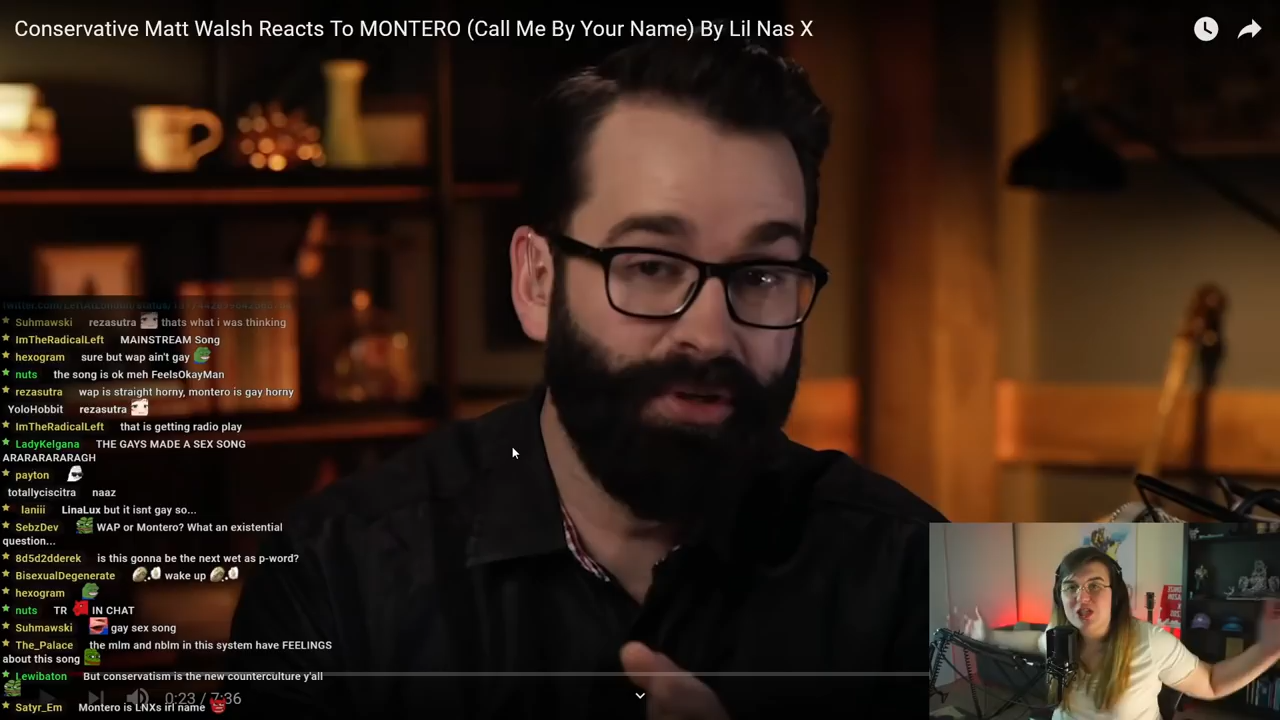 Conservative Matt Walsh Reacts To MONTERO (Call Me By Your Name) By Lil Nas X
Suhmawski rezasutra thats what i was thinking
ImTheRadicalLeft MAINSTREAM Song
hexogram sure but wap ain't gay
nuts the song is ok meh FeelsOkayMan
rezasutra wap is straight horny, montero is gay horny
YoloHobbit rezasutra
ImTheRadicalLeft that is getting radio play
LadyKelgana THE GAYS MADE A SEX SONG
ARARARARARAGH
payton
totallyciscitra naaz
laniii LinaLux but it isnt gay so...
SebzDev WAP or Montero? What an existential
question...
8d5d2dderek is this gonna be the next wet as p-word?
BisexualDegenerate wake up
hexogram
nuts TR IN CHAT
Suhmawski gay sex song
The_Palace the mlm and nblm in this system have FEELINGS
about this song
Lewibaton But conservatism is the new counterculture y'all
0:23 / 7:36
Satyr_Em Montero is LNXs irl name